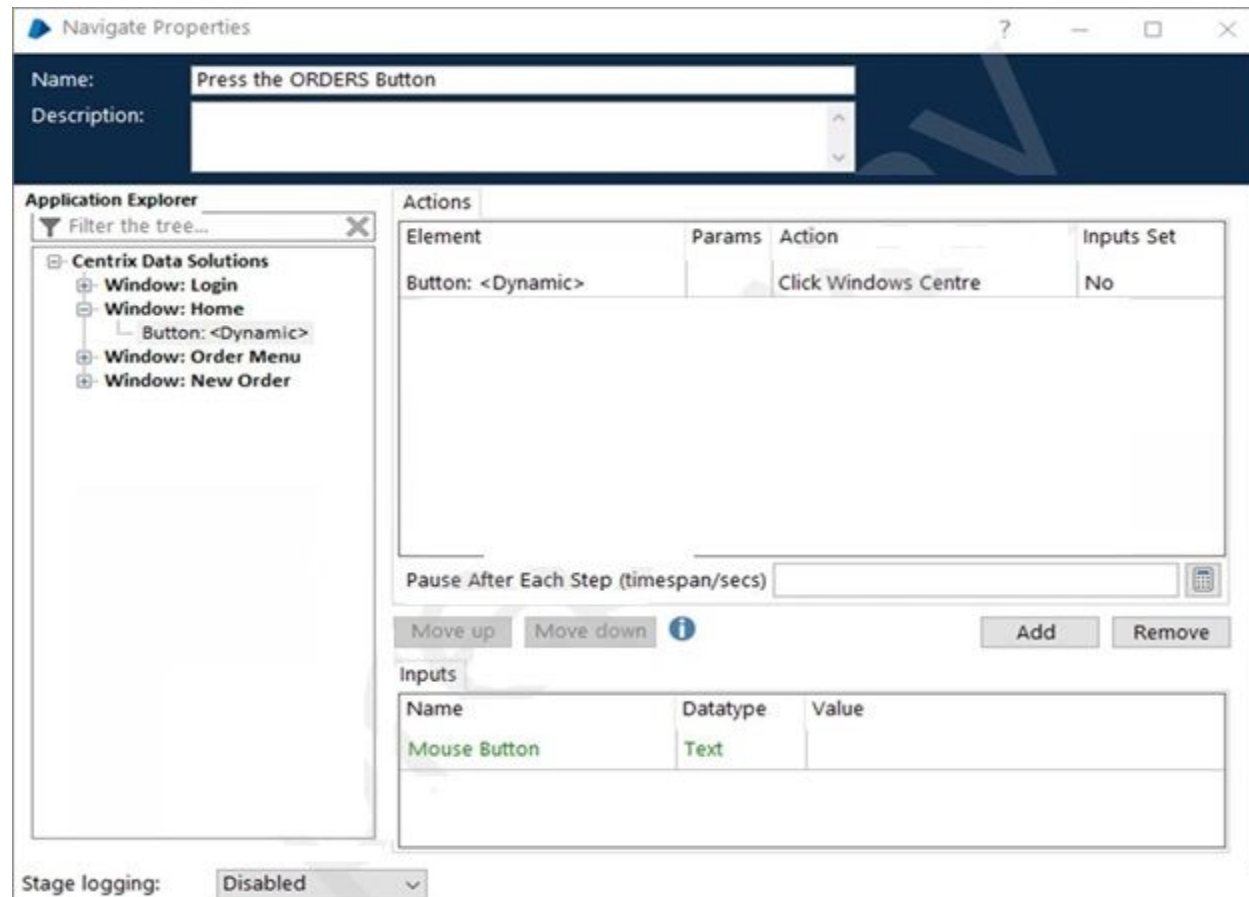 Navigate Properties
Name: Press the ORDERS Button
Description:
Application Explorer
Filter the tree...
Centrix Data Solutions
Window: Login
Window: Home
Button: <Dynamic>
Window: Order Menu
Window: New Order
Actions
Element Params Action Inputs Set
Button: <Dynamic> Click Windows Centre No
Pause After Each Step (timespan/secs)
Move up Move down Add Remove
Inputs
Name Datatype Value
Mouse Button Text
Stage logging: Disabled